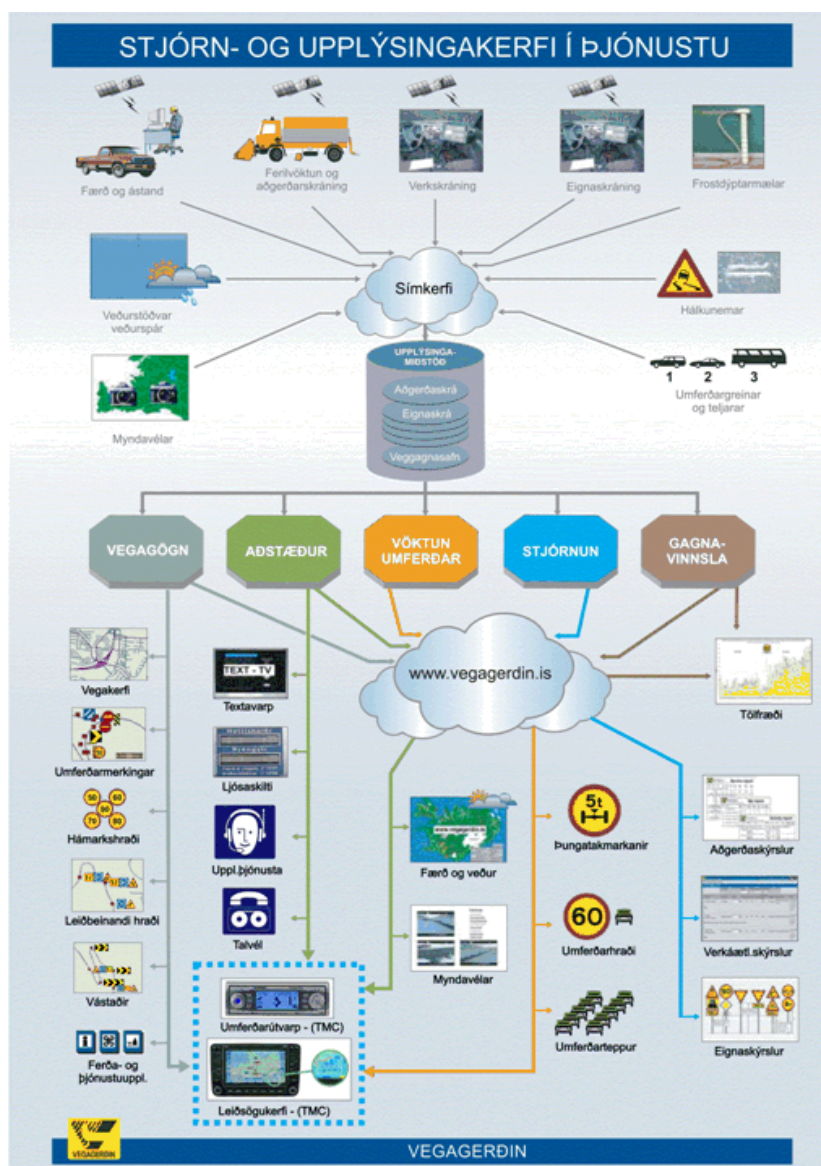 STJÓRN- OG UPPLÝSINGAKERFI Í ÞJÓNUSTU
Færð og ástand
Ferilvöktun og
aðgerðarskráning
Verkskráning
Eignaskráning
Frostdýptarmælar
Símkerfi
Veðurstöðvar
veðurspár
Hálkunemar
UPPLÝSINGA-
MIÐSTÖÐ
Aðgerðaskrá
Eignaskrá
Veggagnasafn
Myndavélar
1 2 3
Umferðargreinar
og teljarar
VEGAGÖGN
AÐSTÆÐUR
VÖKTUN
UMFERÐAR
STJÓRNUN
GAGNA-
VINNSLA
www.vegagerdin.is
Vegakerfi
TEXT - TV
Textavarp
Tölfræði
Umferðarmerkingar
Ljósaskilti
50 60
90
70 80
Hámarkshraði
Uppl.þjónusta
www.vegagerdin.is
Færð og veður
5t
Þungatakmarkanir
Aðgerðaskýrslur
Leiðbeinandi hraði
Talvél
Myndavélar
60
Umferðarhraði
Verkáætl.skýrslur
Vástaðir
Umferðarútvarp - (TMC)
Umferðarteppur
Eignaskýrslur
Ferða- og
þjónustuuppl.
Leiðsögukerfi - (TMC)
VEGAGERÐIN
VEGAGERÐIN